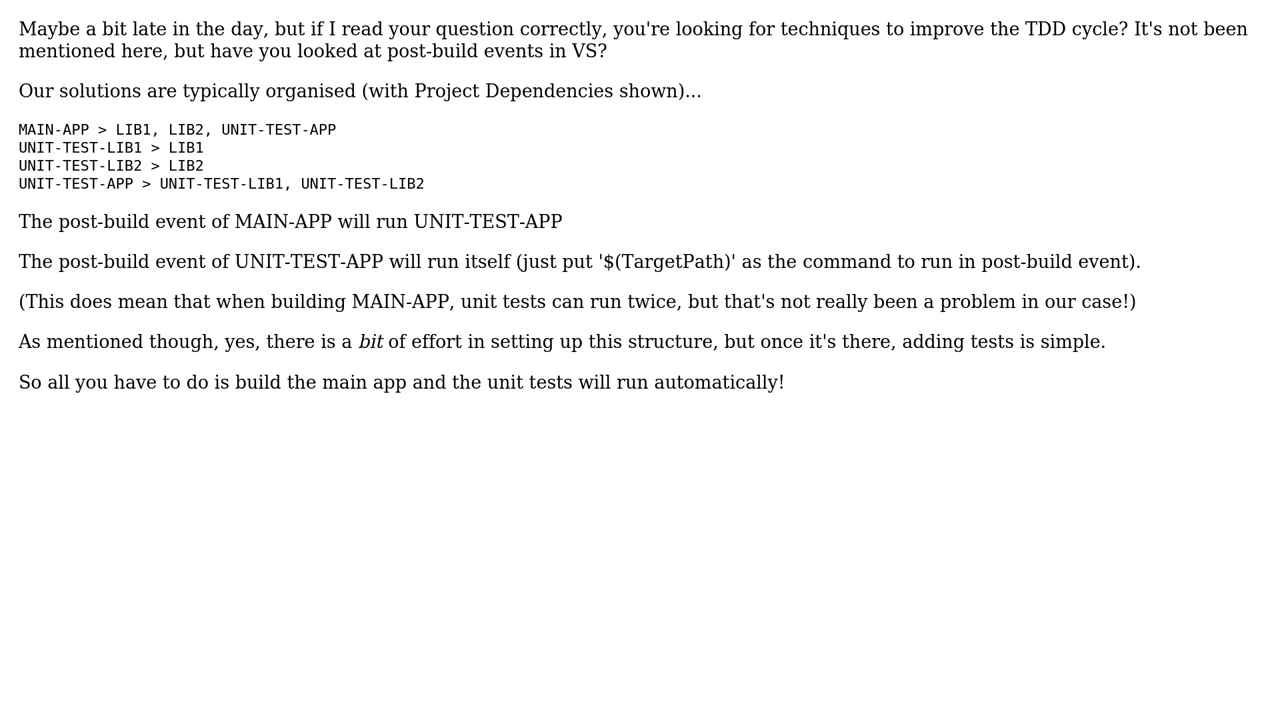 Maybe a bit late in the day, but if I read your question correctly, you're looking for techniques to improve the TDD cycle? It's not been
mentioned here, but have you looked at post-build events in VS?
Our solutions are typically organised (with Project Dependencies shown)...
MAIN-APP > LIB1, LIB2, UNIT-TEST-APP
UNIT-TEST-LIB1 > LIB1
UNIT-TEST-LIB2 > LIB2
UNIT-TEST-APP > UNIT-TEST-LIB1, UNIT-TEST-LIB2
The post-build event of MAIN-APP will run UNIT-TEST-APP
The post-build event of UNIT-TEST-APP will run itself (just put '$(TargetPath)' as the command to run in post-build event).
(This does mean that when building MAIN-APP, unit tests can run twice, but that's not really been a problem in our case!)
As mentioned though, yes, there is a bit of effort in setting up this structure, but once it's there, adding tests is simple.
So all you have to do is build the main app and the unit tests will run automatically!